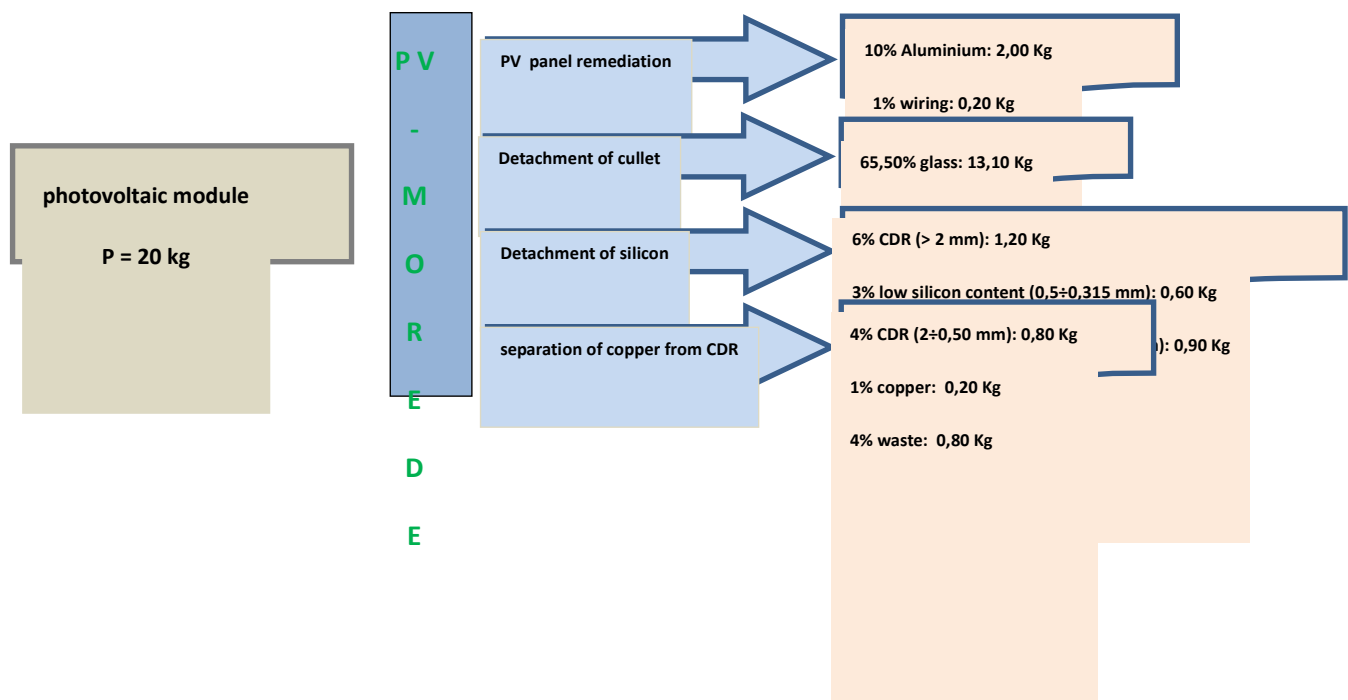 photovoltaic module
P = 20 kg
P V
-
M
O
R
E
D
E
PV panel remediation
Detachment of cullet
Detachment of silicon
separation of copper from CDR
10% Aluminium: 2,00 Kg
1% wiring: 0,20 Kg
65,50% glass: 13,10 Kg
6% CDR (> 2 mm): 1,20 Kg
3% low silicon content (0,5÷0,315 mm): 0,60 Kg
): 0,90 Kg
4% CDR (2÷0,50 mm): 0,80 Kg
1% copper: 0,20 Kg
4% waste: 0,80 Kg